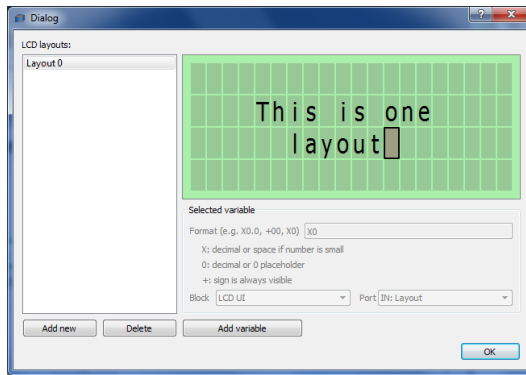 Dialog
LCD layouts:
Layout 0
This is one
layout
Selected variable
Format (e.g. X0.0, +00, X0) X0
X: decimal or space if number is small
0: decimal or 0 placeholder
+: sign is always visible
Block LCD UI Port IN: Layout
Add new Delete Add variable
OK